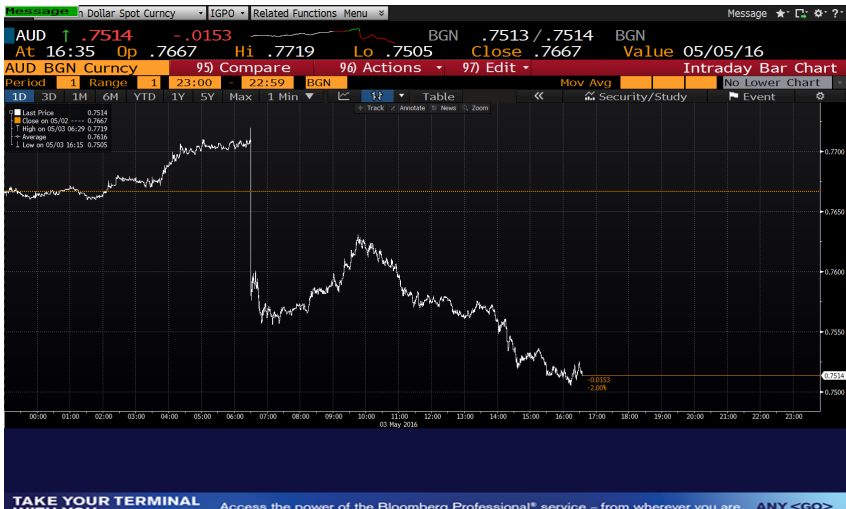 Message n Dollar Spot Curncy IGPO Related Functions Menu Message
AUD ↑ .7514 -.0153 BGN .7513 / .7514 BGN
At 16:35 Op .7667 Hi .7719 Lo .7505 Close .7667 Value 05/05/16
AUD BGN Curncy 95) Compare 96) Actions 97) Edit Intraday Bar Chart
Period 1 Range 1 23:00 - 22:59 BGN Mov Avg No Lower Chart
1D 3D 1M 6M YTD 1Y 5Y Max 1 Min ▼ Table « Security/Study Event
+ Track Annotate News Zoom
Last Price 0.7514
Close on 05/02 ---- 0.7667
High on 05/03 06:29 0.7719
Average 0.7616
Low on 05/03 16:15 0.7505
0.7700
0.7650
0.7600
0.7550
0.7514
-0.0153
-2.00%
0.7500
00:00 01:00 02:00 03:00 04:00 05:00 06:00 07:00 08:00 09:00 10:00 11:00 12:00 13:00 14:00 15:00 16:00 17:00 18:00 19:00 20:00 21:00 22:00 23:00
03 May 2016
TAKE YOUR TERMINAL
WITH YOU Access the power of the Bloomberg Professional® service – from wherever you are. ANY <GO>